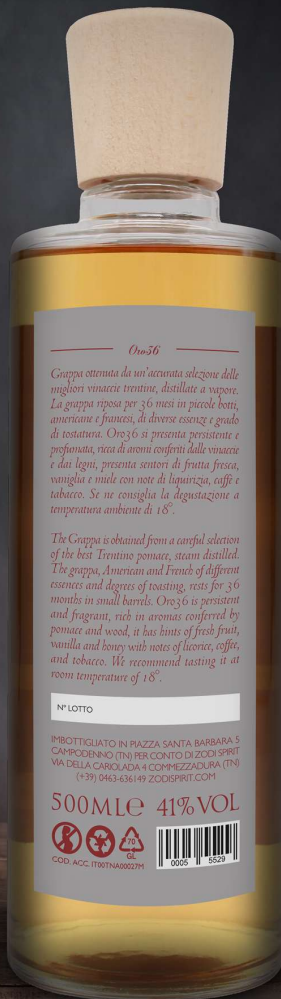 Oro36
Grappa ottenuta da un'accurata selezione delle
migliori vinacce trentine, distillate a vapore.
La grappa riposa per 36 mesi in piccole botti,
americane e francesi, di diverse essenze e grado
di tostatura. Oro36 si presenta persistente e
profumata, ricca di aromi conferiti dalle vinacce
e dai legni, presenta sentori di frutta fresca,
vaniglia e miele con note di liquirizia, caffè e
tabacco. Se ne consiglia la degustazione a
temperatura ambiente di 18°.
The Grappa is obtained from a careful selection
of the best Trentino pomace, steam distilled.
The grappa, American and French of different
essences and degrees of toasting, rests for 36
months in small barrels. Oro36 is persistent
and fragrant, rich in aromas conferred by
pomace and wood, it has hints of fresh fruit,
vanilla and honey with notes of licorice, coffee,
and tobacco. We recommend tasting it at
room temperature of 18°.
N° LOTTO
IMBOTTIGLIATO IN PIAZZA SANTA BARBARA 5
CAMPODENNO (TN) PER CONTO DI ZODI SPIRIT
VIA DELLA CARIOLADA 4 COMMEZZADURA (TN)
(+39) 0463-636149 ZODISPIRIT.COM
500ML℮ 41% VOL
70
GL
COD. ACC. IT00TNA00027M
0005 5529